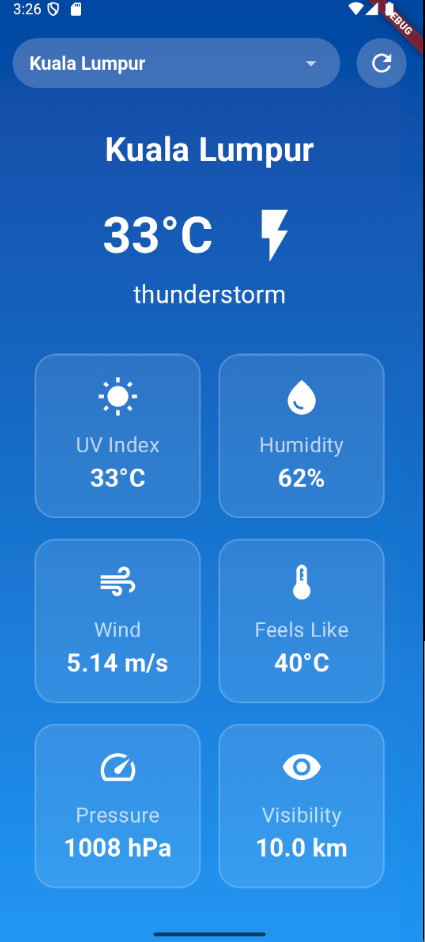 3:26
DEBUG
Kuala Lumpur
Kuala Lumpur
33°C
thunderstorm
UV Index
33°C
Humidity
62%
Wind
5.14 m/s
Feels Like
40°C
Pressure
1008 hPa
Visibility
10.0 km